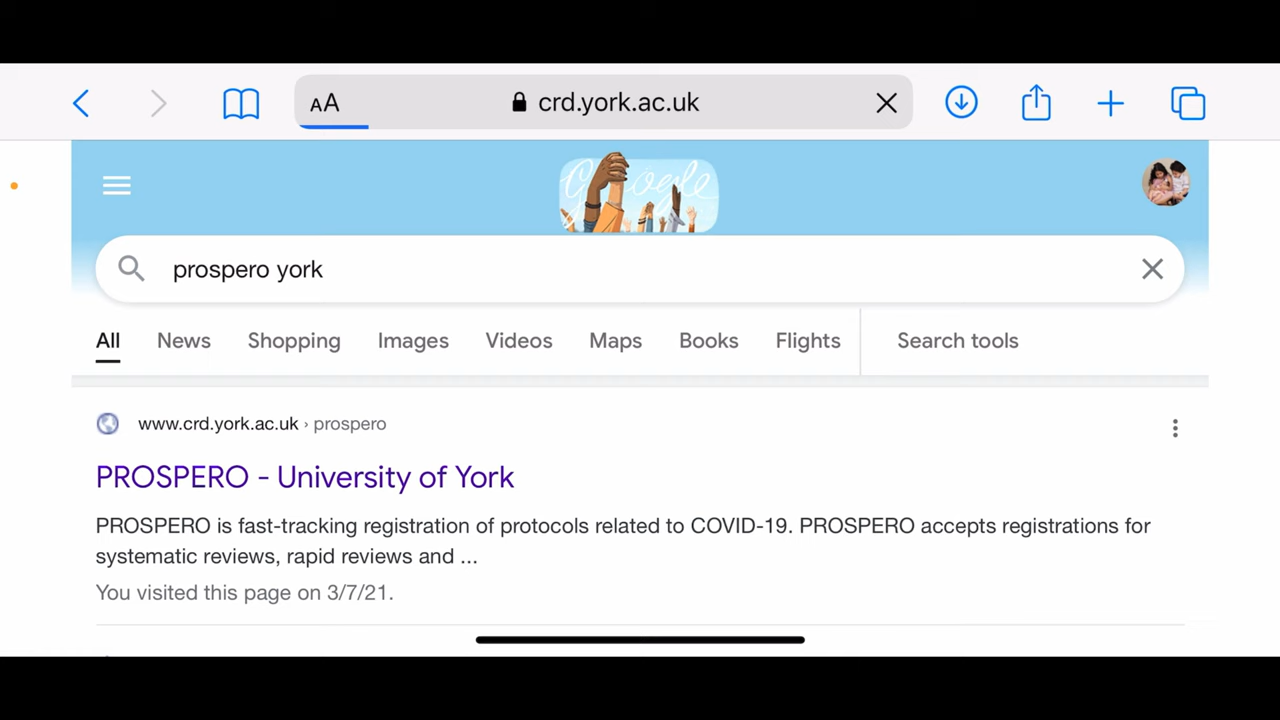 AA crd.york.ac.uk
Google
prospero york
All News Shopping Images Videos Maps Books Flights Search tools
www.crd.york.ac.uk › prospero
PROSPERO - University of York
PROSPERO is fast-tracking registration of protocols related to COVID-19. PROSPERO accepts registrations for
systematic reviews, rapid reviews and ...
You visited this page on 3/7/21.